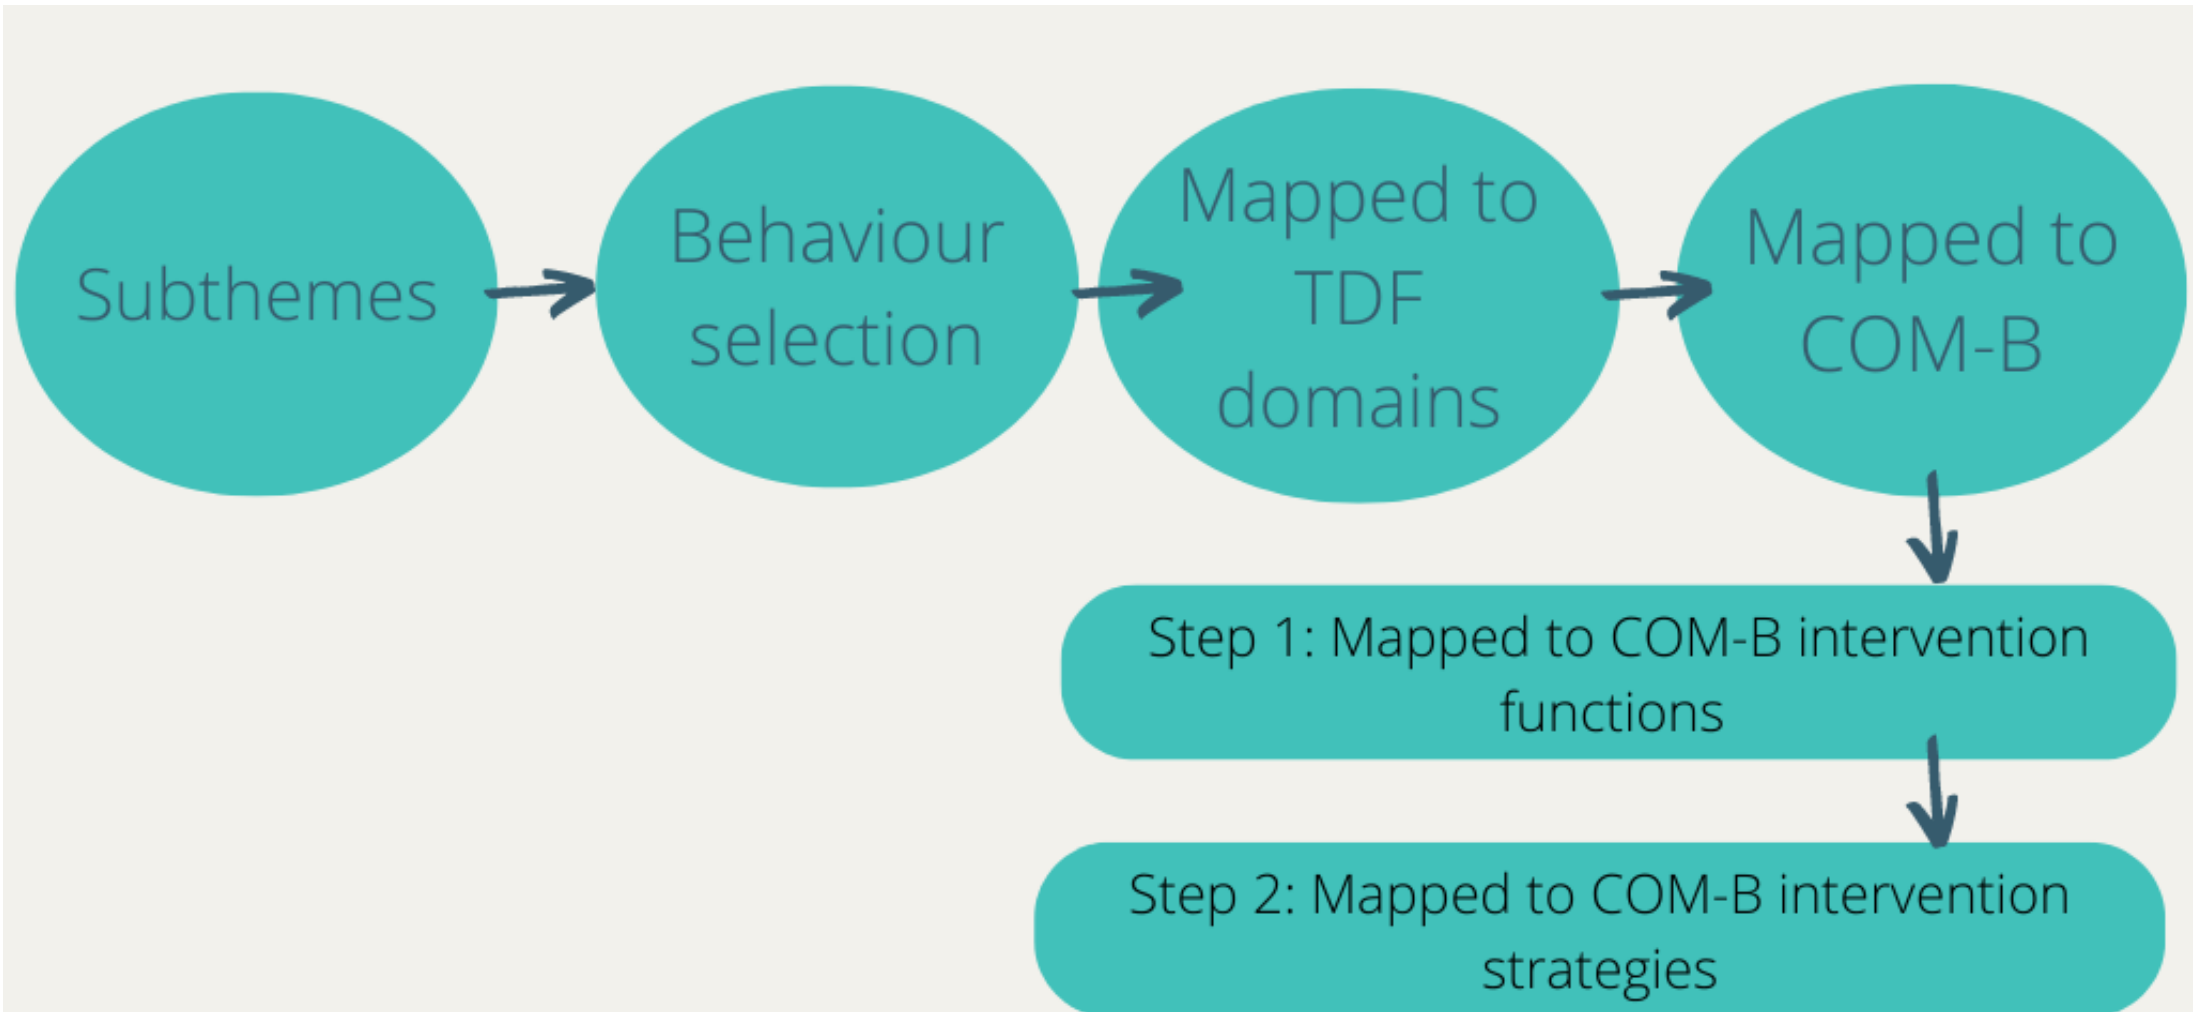 Subthemes
Behaviour
selection
Mapped to
TDF
domains
Mapped to
COM-B
Step 1: Mapped to COM-B intervention
functions
Step 2: Mapped to COM-B intervention
strategies